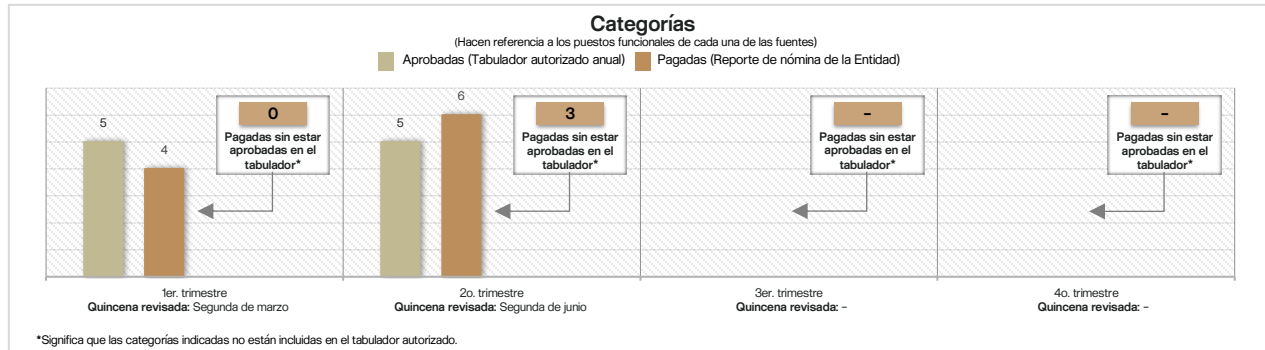 Categorías
(Hacen referencia a los puestos funcionales de cada una de las fuentes)
Aprobadas (Tabulador autorizado anual) Pagadas (Reporte de nómina de la Entidad)
5
4
0
Pagadas sin estar
aprobadas en el
tabulador*
5
6
3
Pagadas sin estar
aprobadas en el
tabulador*
-
Pagadas sin estar
aprobadas en el
tabulador*
-
Pagadas sin estar
aprobadas en el
tabulador*
1er. trimestre
Quincena revisada: Segunda de marzo
2o. trimestre
Quincena revisada: Segunda de junio
3er. trimestre
Quincena revisada: -
4o. trimestre
Quincena revisada: -
*Significa que las categorías indicadas no están incluidas en el tabulador autorizado.